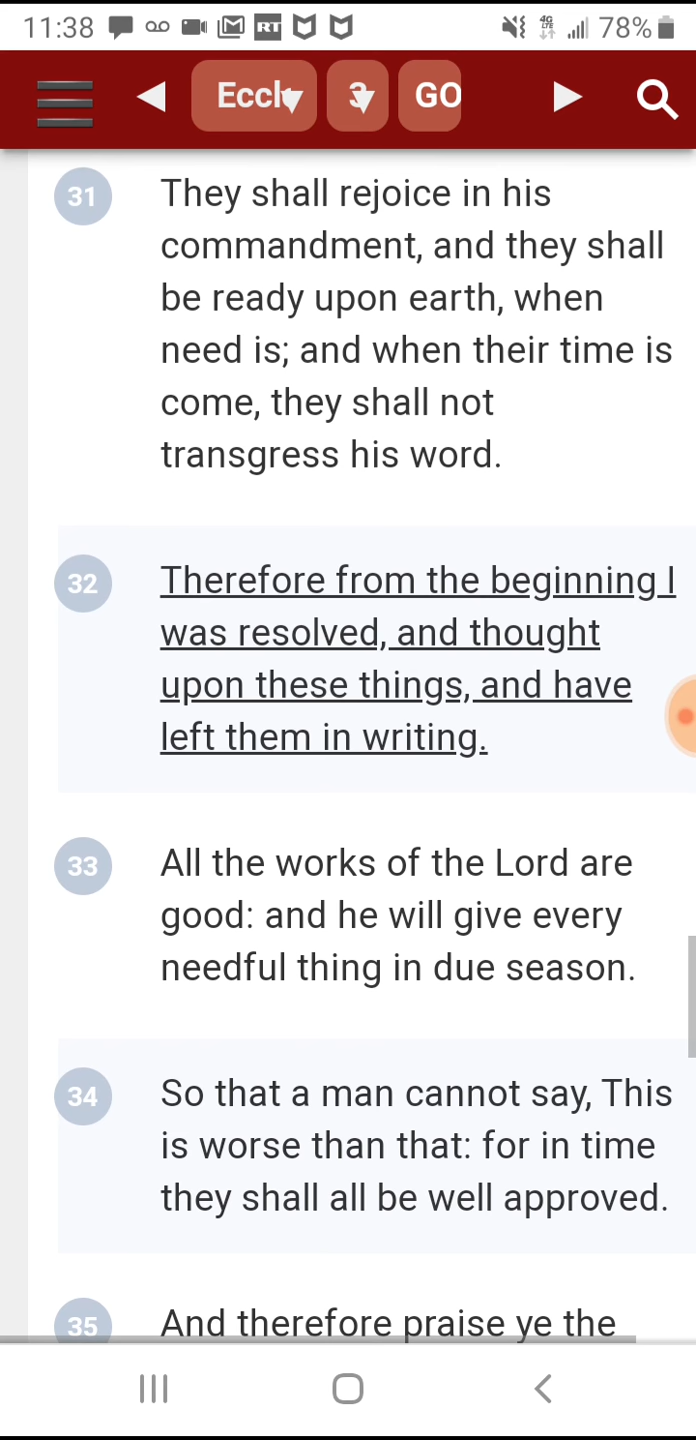 11:38 RT 4G LTE 78%
Eccl 3 GO
31 They shall rejoice in his
commandment, and they shall
be ready upon earth, when
need is; and when their time is
come, they shall not
transgress his word.
32 Therefore from the beginning I
was resolved, and thought
upon these things, and have
left them in writing.
33 All the works of the Lord are
good: and he will give every
needful thing in due season.
34 So that a man cannot say, This
is worse than that: for in time
they shall all be well approved.
35 And therefore praise ye the